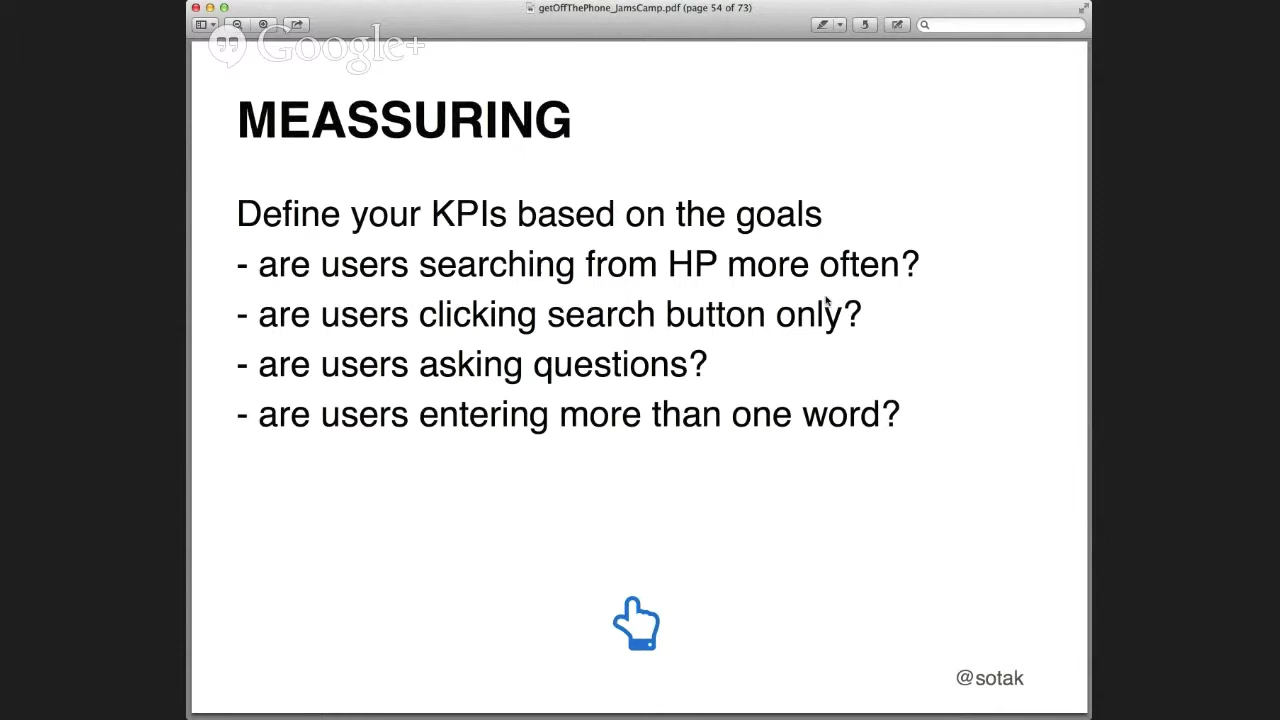 getOffThePhone_JamsCamp.pdf (page 54 of 73)
Google+
MEASSURING
Define your KPIs based on the goals
- are users searching from HP more often?
- are users clicking search button only?
- are users asking questions?
- are users entering more than one word?
@sotak